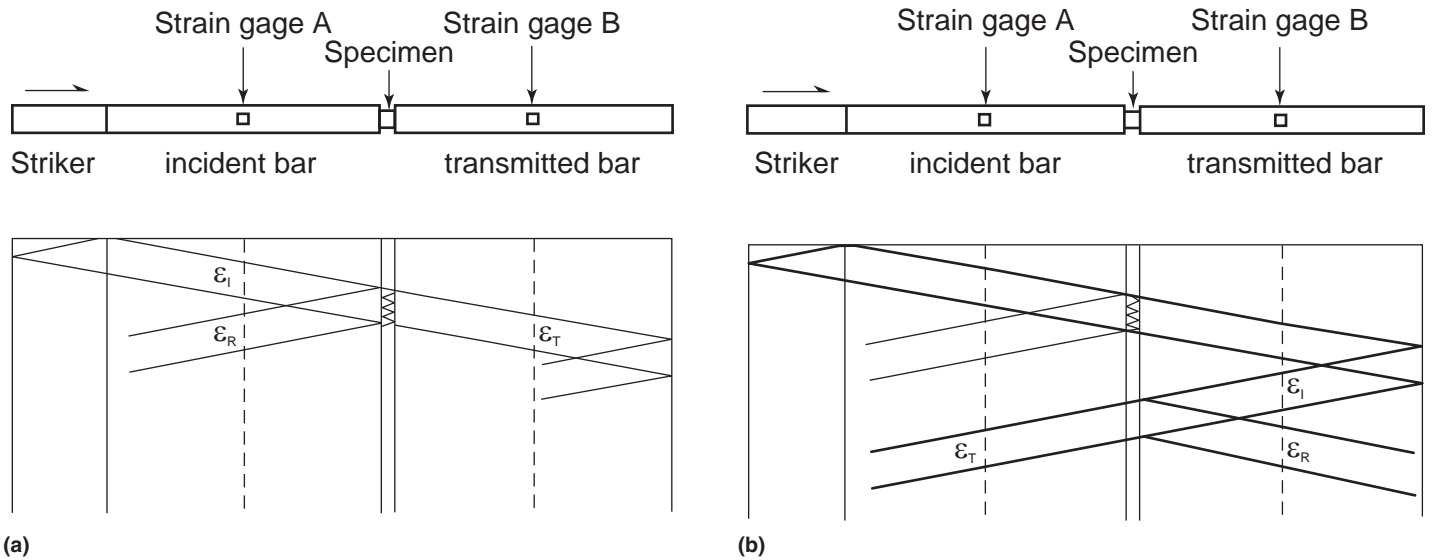 Strain gage A
Strain gage B
Specimen
Striker
incident bar
transmitted bar
εI
εR
εT
(a)
Strain gage A
Strain gage B
Specimen
Striker
incident bar
transmitted bar
εI
εT
εR
(b)